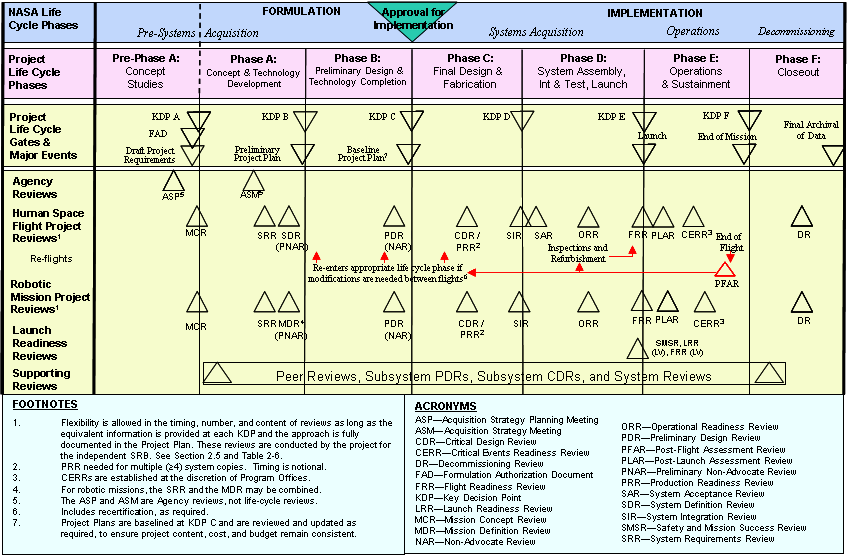 NASA Life Cycle Phases
FORMULATION
Approval for Implementation
IMPLEMENTATION
Pre-Systems Acquisition
Systems Acquisition
Operations
Decommissioning
Project Life Cycle Phases
Pre-Phase A: Concept Studies
Phase A: Concept & Technology Development
Phase B: Preliminary Design & Technology Completion
Phase C: Final Design & Fabrication
Phase D: System Assembly, Int & Test, Launch
Phase E: Operations & Sustainment
Phase F: Closeout
Project Life Cycle Gates & Major Events
KDP A
FAD
Draft Project Requirements
KDP B
Preliminary Project Plan
KDP C
Baseline Project Plan7
KDP D
KDP E
Launch
KDP F
End of Mission
Final Archival of Data
Agency Reviews
ASP5
ASM5
Human Space Flight Project Reviews1
MCR
SRR
SDR (PNAR)
PDR (NAR)
CDR / PRR2
SIR
SAR
ORR
FRR
PLAR
CERR3
DR
Re-flights
Re-enters appropriate life cycle phase if modifications are needed between flights6
Inspections and Refurbishment
End of Flight
PFAR
Robotic Mission Project Reviews1
MCR
SRR
MDR4 (PNAR)
PDR (NAR)
CDR / PRR2
SIR
ORR
FRR
PLAR
CERR3
DR
Launch Readiness Reviews
SMSR, LRR (LV), FRR (LV)
Supporting Reviews
Peer Reviews, Subsystem PDRs, Subsystem CDRs, and System Reviews
FOOTNOTES
1. Flexibility is allowed in the timing, number, and content of reviews as long as the
equivalent information is provided at each KDP and the approach is fully
documented in the Project Plan. These reviews are conducted by the project for
the independent SRB. See Section 2.5 and Table 2-6.
2. PRR needed for multiple (≥4) system copies. Timing is notional.
3. CERRs are established at the discretion of Program Offices.
4. For robotic missions, the SRR and the MDR may be combined.
5. The ASP and ASM are Agency reviews, not life-cycle reviews.
6. Includes recertification, as required.
7. Project Plans are baselined at KDP C and are reviewed and updated as
required, to ensure project content, cost, and budget remain consistent.
ACRONYMS
ASP—Acquisition Strategy Planning Meeting
ASM—Acquisition Strategy Meeting
CDR—Critical Design Review
CERR—Critical Events Readiness Review
DR—Decommissioning Review
FAD—Formulation Authorization Document
FRR—Flight Readiness Review
KDP—Key Decision Point
LRR—Launch Readiness Review
MCR—Mission Concept Review
MDR—Mission Definition Review
NAR—Non-Advocate Review
ORR—Operational Readiness Review
PDR—Preliminary Design Review
PFAR—Post-Flight Assessment Review
PLAR—Post-Launch Assessment Review
PNAR—Preliminary Non-Advocate Review
PRR—Production Readiness Review
SAR—System Acceptance Review
SDR—System Definition Review
SIR—System Integration Review
SMSR—Safety and Mission Success Review
SRR—System Requirements Review